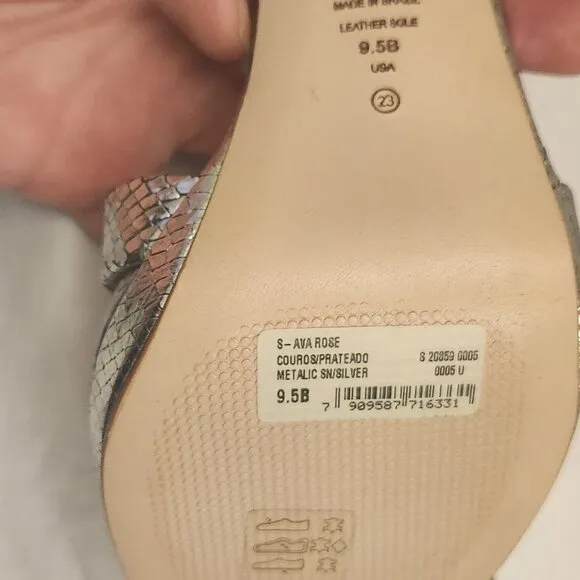 MADE IN BRASIL
LEATHER SOLE
9.5B
USA
23
S- AVA ROSE
COUROS/PRATEADO S 20859 0005
METALIC SN/SILVER 0005 U
9.5B 7 909587 716331